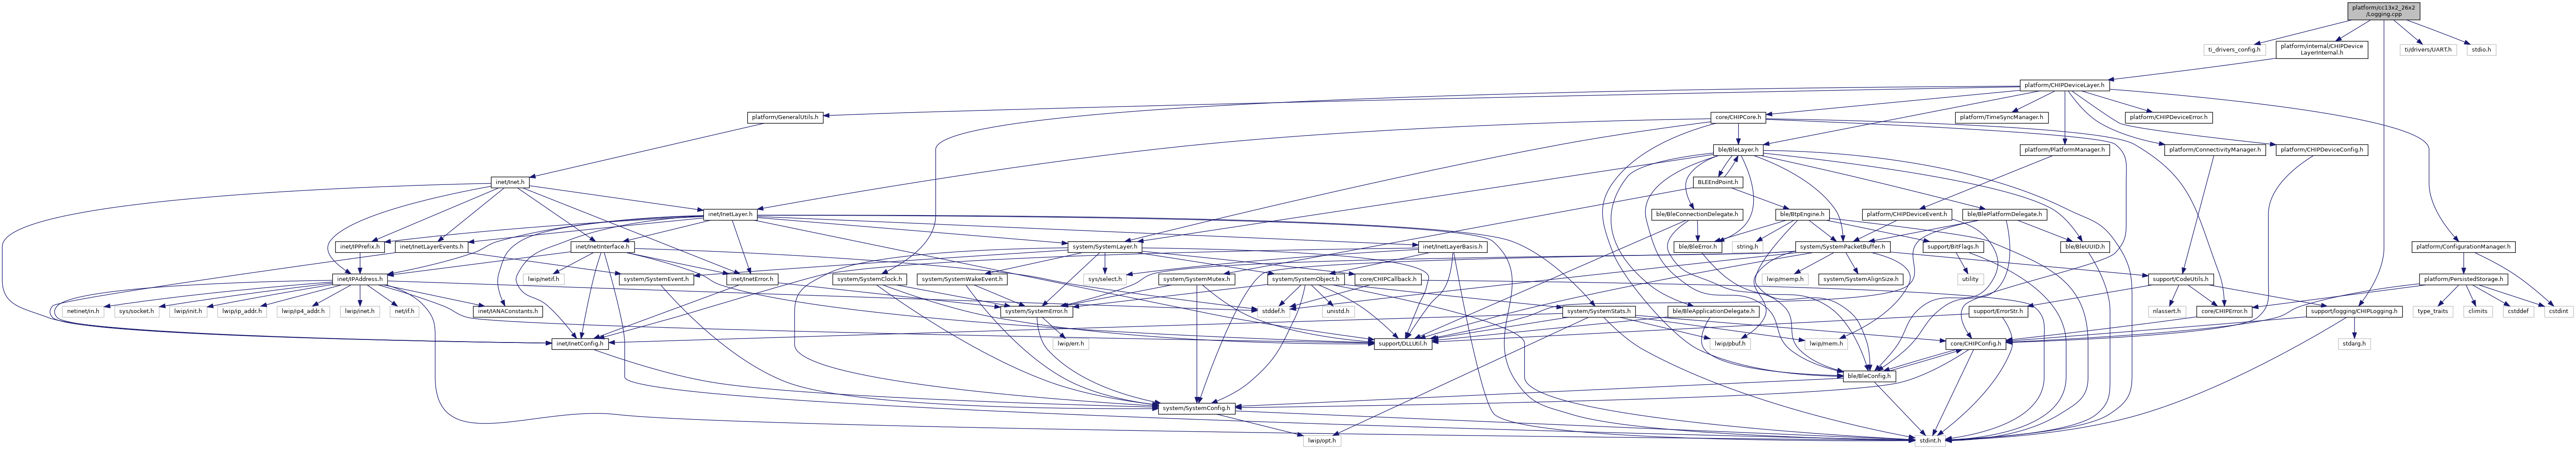 platform/cc13x2_26x2
/Logging.cpp
ti_drivers_config.h
platform/internal/CHIPDevice
LayerInternal.h
ti/drivers/UART.h
stdio.h
platform/CHIPDeviceLayer.h
platform/GeneralUtils.h
core/CHIPCore.h
platform/TimeSyncManager.h
platform/CHIPDeviceError.h
ble/BleLayer.h
platform/PlatformManager.h
platform/ConnectivityManager.h
platform/CHIPDeviceConfig.h
inet/Inet.h
BLEEndPoint.h
inet/InetLayer.h
ble/BleConnectionDelegate.h
ble/BtpEngine.h
platform/CHIPDeviceEvent.h
ble/BlePlatformDelegate.h
inet/IPPrefix.h
inet/InetLayerEvents.h
inet/InetInterface.h
system/SystemLayer.h
inet/InetLayerBasis.h
ble/BleError.h
string.h
system/SystemPacketBuffer.h
support/BitFlags.h
ble/BleUUID.h
platform/ConfigurationManager.h
inet/IPAddress.h
lwip/netif.h
system/SystemEvent.h
inet/InetError.h
system/SystemClock.h
system/SystemWakeEvent.h
sys/select.h
system/SystemMutex.h
system/SystemObject.h
core/CHIPCallback.h
lwip/memp.h
system/SystemAlignSize.h
utility
support/CodeUtils.h
platform/PersistedStorage.h
netinet/in.h
sys/socket.h
lwip/init.h
lwip/ip_addr.h
lwip/ip4_addr.h
lwip/inet.h
net/if.h
inet/IANAConstants.h
system/SystemError.h
stddef.h
unistd.h
system/SystemStats.h
ble/BleApplicationDelegate.h
support/ErrorStr.h
nlassert.h
core/CHIPError.h
support/logging/CHIPLogging.h
type_traits
climits
cstddef
cstdint
inet/InetConfig.h
lwip/err.h
support/DLLUtil.h
lwip/pbuf.h
lwip/mem.h
core/CHIPConfig.h
stdarg.h
ble/BleConfig.h
system/SystemConfig.h
lwip/opt.h
stdint.h